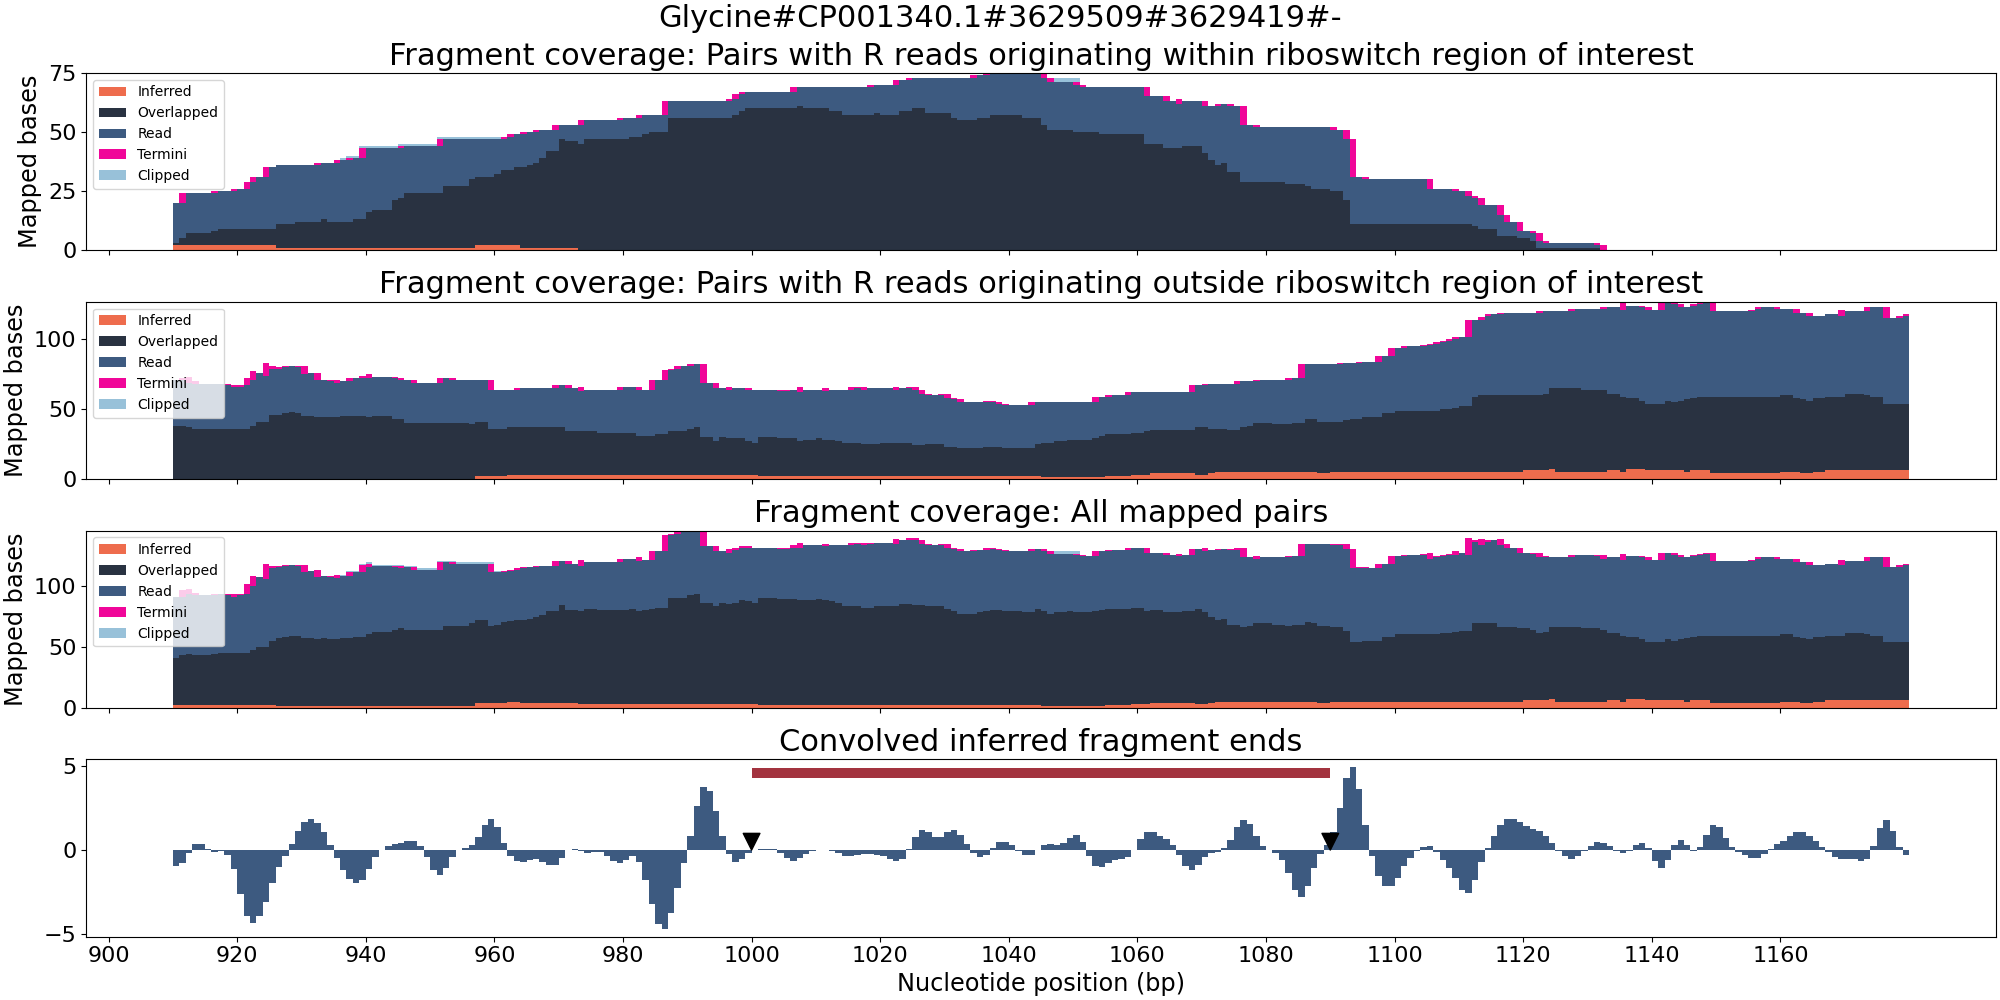 Glycine#CP001340.1#3629509#3629419#-
Fragment coverage: Pairs with R reads originating within riboswitch region of interest
75
50
25
0
Mapped bases
Inferred
Overlapped
Read
Termini
Clipped
Fragment coverage: Pairs with R reads originating outside riboswitch region of interest
100
50
0
Mapped bases
Inferred
Overlapped
Read
Termini
Clipped
Fragment coverage: All mapped pairs
100
50
0
Mapped bases
Inferred
Overlapped
Read
Termini
Clipped
Convolved inferred fragment ends
5
0
−5
900 920 940 960 980 1000 1020 1040 1060 1080 1100 1120 1140 1160
Nucleotide position (bp)